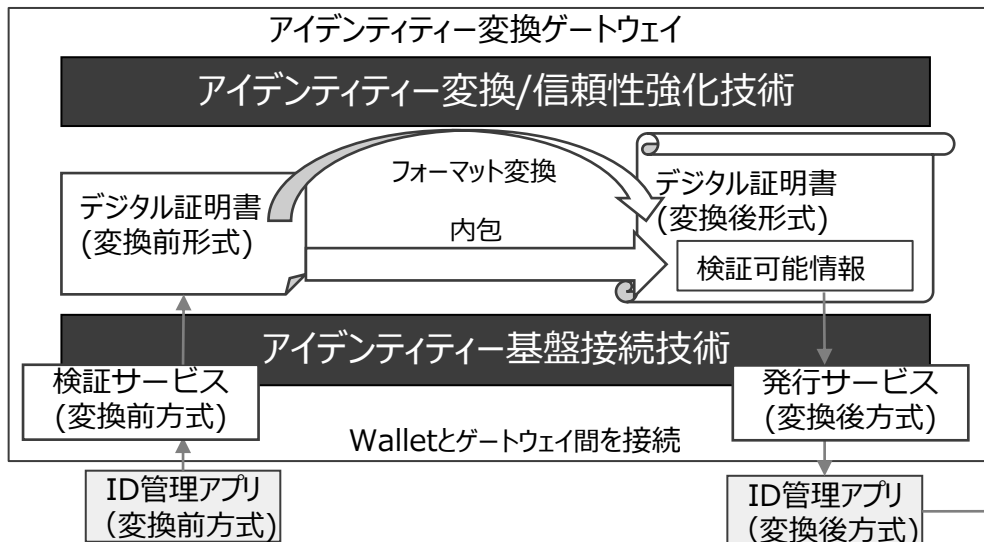 アイデンティティー変換ゲートウェイ
アイデンティティー変換/信頼性強化技術
フォーマット変換
デジタル証明書
(変換前形式)
デジタル証明書
(変換後形式)
内包
検証可能情報
アイデンティティー基盤接続技術
検証サービス
(変換前方式)
発行サービス
(変換後方式)
Walletとゲートウェイ間を接続
ID管理アプリ
（変換前方式)
ID管理アプリ
（変換後方式)